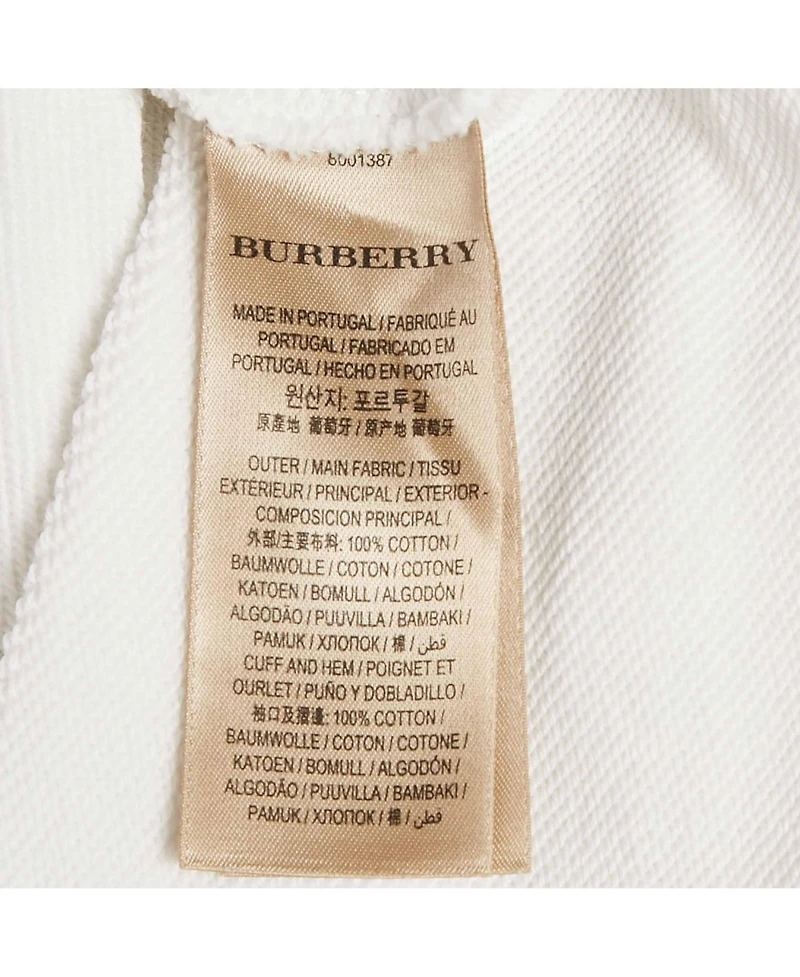 8001387
BURBERRY
MADE IN PORTUGAL / FABRIQUÉ AU
PORTUGAL / FABRICADO EM
PORTUGAL / HECHO EN PORTUGAL
원산지: 포르투갈
原產地 葡萄牙 / 原产地 葡萄牙
OUTER / MAIN FABRIC / TISSU
EXTÉRIEUR / PRINCIPAL / EXTERIOR -
COMPOSICION PRINCIPAL /
外部/主要布料: 100% COTTON /
BAUMWOLLE / COTON / COTONE /
KATOEN / BOMULL / ALGODÓN /
ALGODÃO / PUUVILLA / BAMBAKI /
PAMUK / ХЛОПОК / 棉 / قطن
CUFF AND HEM / POIGNET ET
OURLET / PUÑO Y DOBLADILLO /
袖口及摺邊: 100% COTTON /
BAUMWOLLE / COTON / COTONE /
KATOEN / BOMULL / ALGODÓN /
ALGODÃO / PUUVILLA / BAMBAKI /
PAMUK / ХЛОПОК / 棉 / قطن